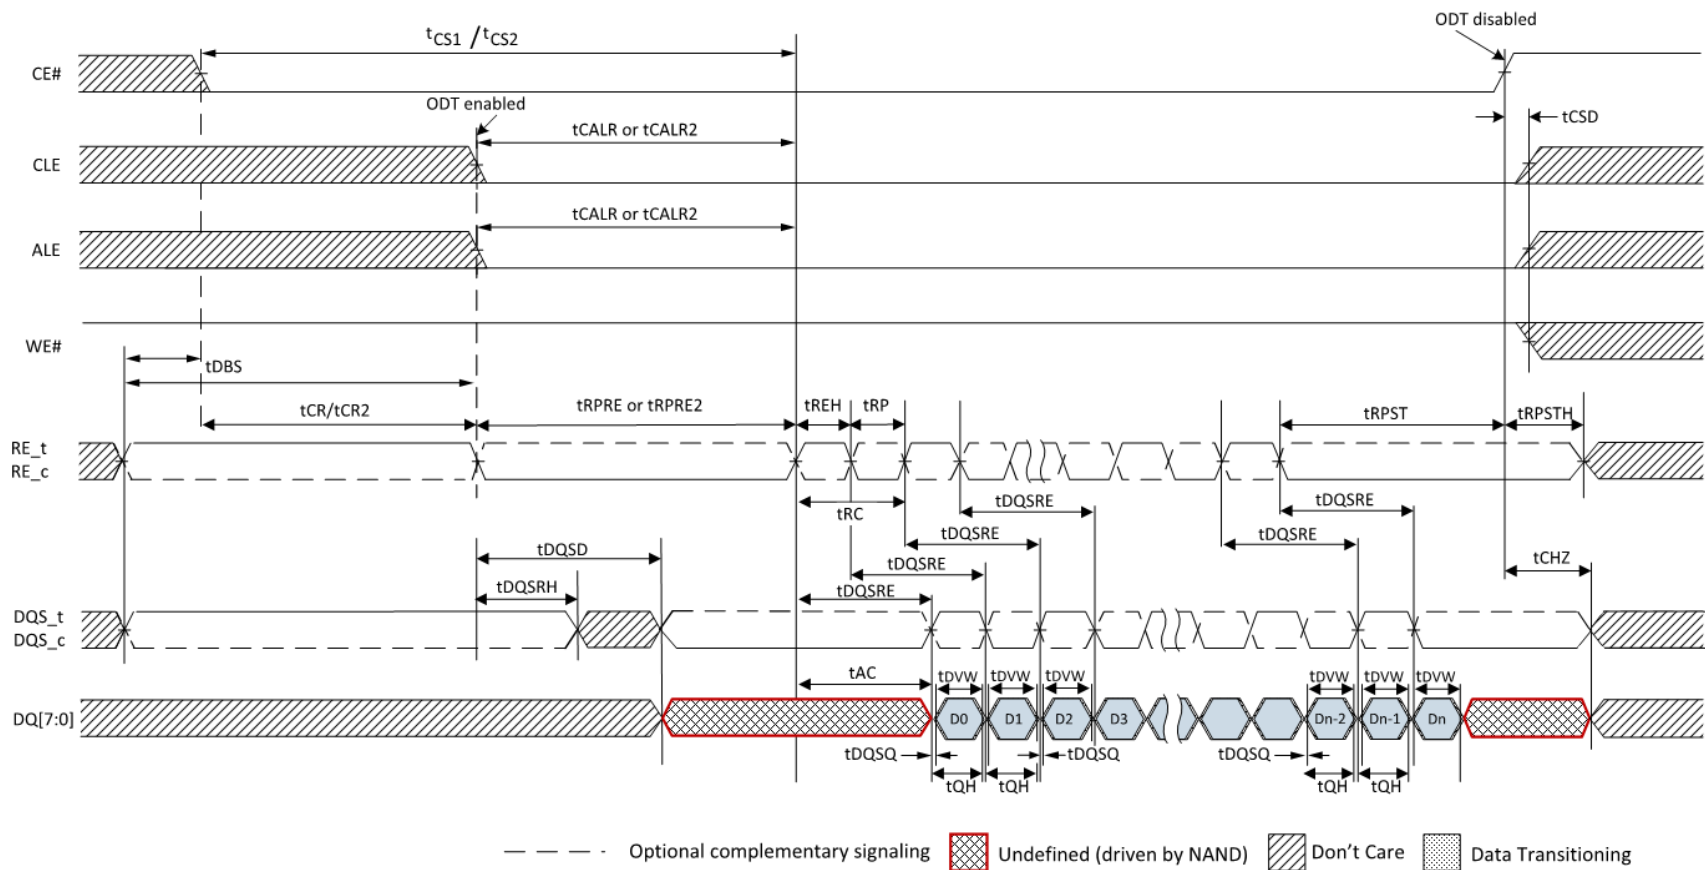 ODT disabled
tCS1 / tCS2
CE#
ODT enabled
tCSD
tCALR or tCALR2
CLE
tCALR or tCALR2
ALE
WE#
tDBS
tCR/tCR2
tRPRE or tRPRE2
tREH
tRP
tRPST
tRPSTH
RE_t
RE_c
tDQSRE
tDQSRE
tRC
tDQSRE
tDQSRE
tDQSD
tDQSRE
tCHZ
tDQSRH
tDQSRE
DQS_t
DQS_c
tAC
tDVW
tDVW
tDVW
tDVW
tDVW
tDVW
DQ[7:0]
D0
D1
D2
D3
Dn-2
Dn-1
Dn
tDQSQ
tDQSQ
tDQSQ
tQH
tQH
tQH
tQH
Optional complementary signaling
Undefined (driven by NAND)
Don't Care
Data Transitioning